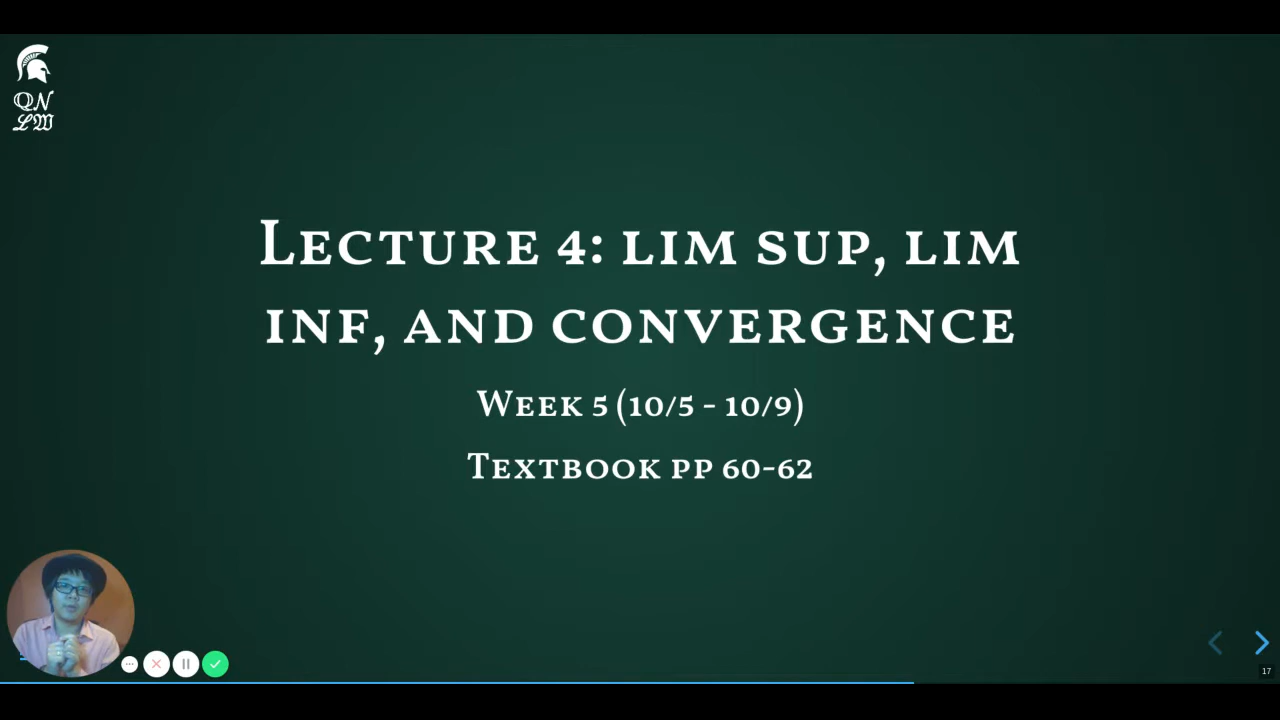 QN
LW
Lecture 4: lim sup, lim
inf, and convergence
Week 5 (10/5 - 10/9)
Textbook pp 60-62
17